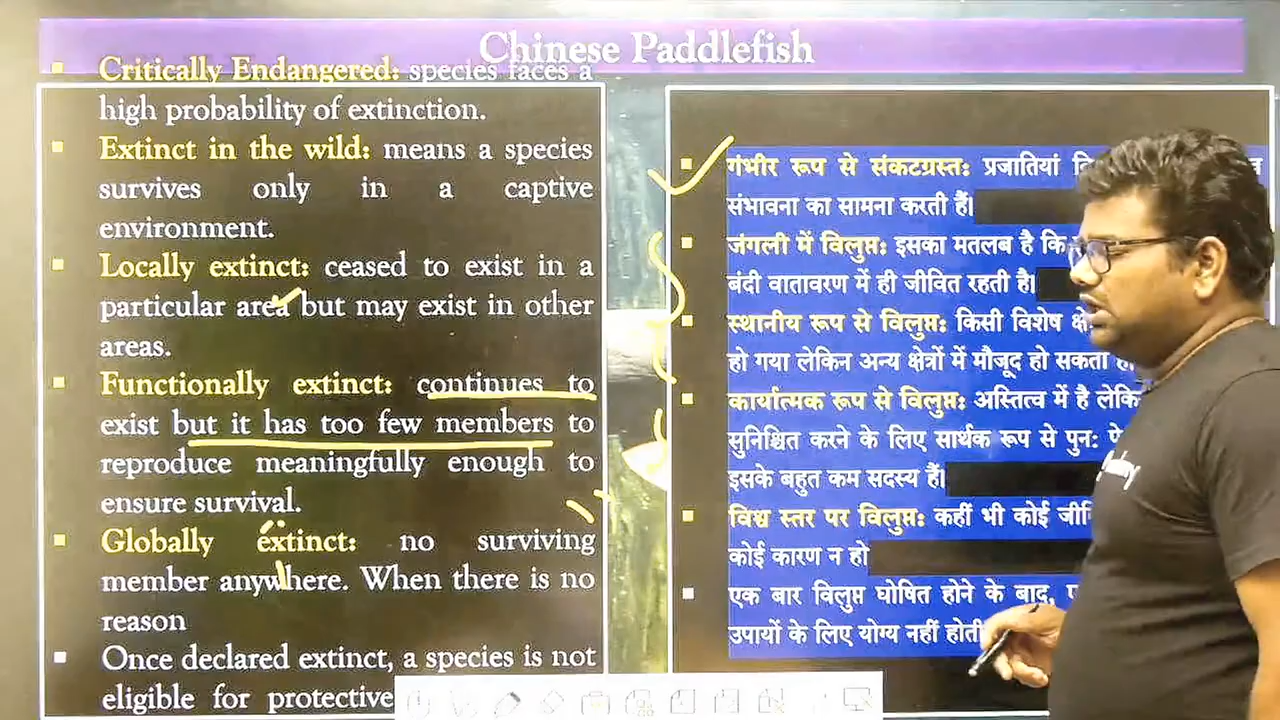 Chinese Paddlefish
Critically Endangered: species faces a
high probability of extinction.
Extinct in the wild: means a species
survives only in a captive
environment.
Locally extinct: ceased to exist in a
particular area but may exist in other
areas.
Functionally extinct: continues to
exist but it has too few members to
reproduce meaningfully enough to
ensure survival.
Globally extinct: no surviving
member anywhere. When there is no
reason
Once declared extinct, a species is not
eligible for protective
गंभीर रूप से संकटग्रस्त: प्रजातियां
संभावना का सामना करती हैं।
जंगली में विलुप्त: इसका मतलब है कि
बंदी वातावरण में ही जीवित रहती है।
स्थानीय रूप से विलुप्त: किसी विशेष
हो गया लेकिन अन्य क्षेत्रों में मौजूद हो सकता
कार्यात्मक रूप से विलुप्त: अस्तित्व में है
सुनिश्चित करने के लिए सार्थक रूप से पुन:
इसके बहुत कम सदस्य हैं।
विश्व स्तर पर विलुप्त: कहीं भी कोई
कोई कारण न हो
एक बार विलुप्त घोषित होने के बाद,
उपायों के लिए योग्य नहीं होती